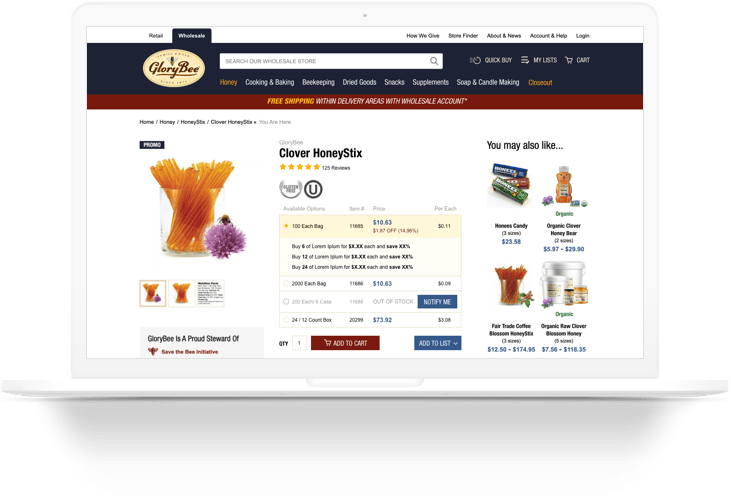 Retail Wholesale How We Give Store Finder About & News Account & Help Login
FAMILY OWNED
GloryBee
SINCE 1975
SEARCH OUR WHOLESALE STORE
QUICK BUY MY LISTS CART
Honey Cooking & Baking Beekeeping Dried Goods Snacks Supplements Soap & Candle Making Closeout
FREE SHIPPING WITHIN DELIVERY AREAS WITH WHOLESALE ACCOUNT*
Home / Honey / HoneyStix / Clover HoneyStix « You Are Here
PROMO
GloryBee
Clover HoneyStix
125 Reviews
GLUTEN FREE
U
Available Options Item # Price Per Each
100 Each Bag 11685 $10.63 $0.11
$1.87 OFF (14.96%)
Buy 6 of Lorem Iplum for $X.XX each and save XX%
Buy 12 of Lorem Iplum for $X.XX each and save XX%
Buy 24 of Lorem Iplum for $X.XX each and save XX%
2000 Each Bag 11686 $10.63 $0.09
200 Each/ 6 Case 11688 OUT OF STOCK NOTIFY ME
24 / 12 Count Box 20299 $73.92 $3.08
QTY 1 ADD TO CART ADD TO LIST
Nutrition Facts
GloryBee Is A Proud Steward Of
Save the Bee Initiative
You may also like...
HONEES
Honees Candy
(3 sizes)
$23.58
Organic
Organic Clover
Honey Bear
(2 sizes)
$5.97 - $29.90
Fair Trade Coffee
Blossom HoneyStix
(3 sizes)
$12.50 - $174.95
Organic
Organic Raw Clover
Blossom Honey
(5 sizes)
$7.56 - $118.35